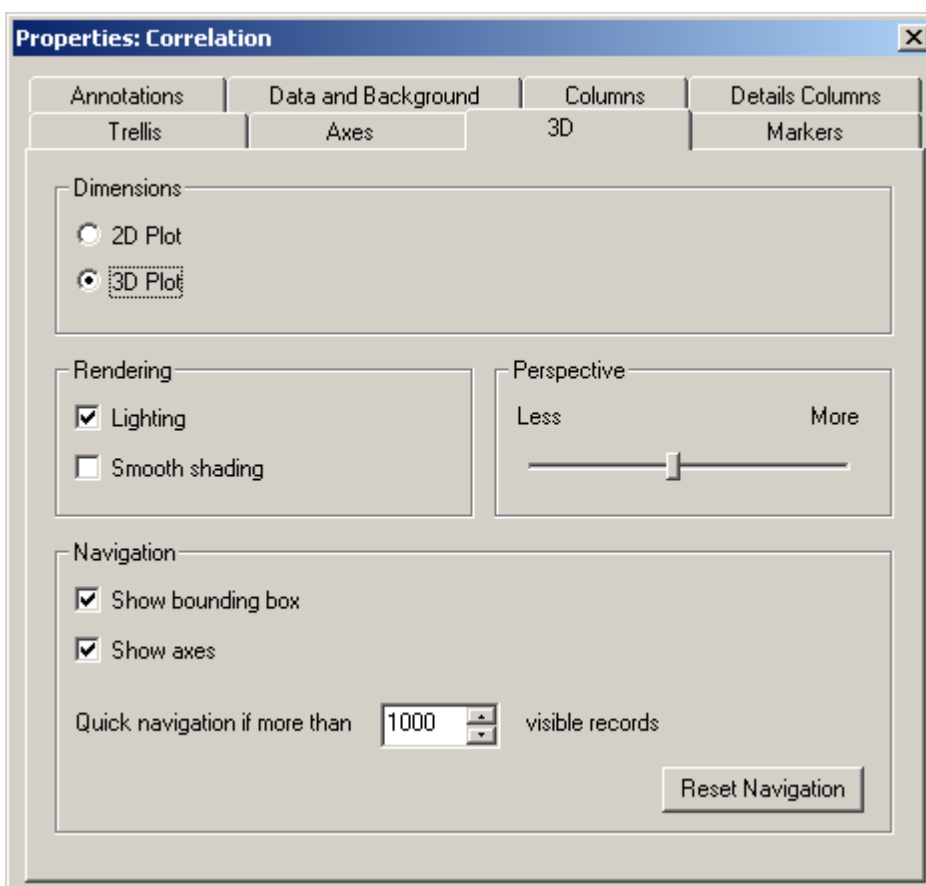 Properties: Correlation
Annotations Data and Background Columns Details Columns
Trellis Axes 3D Markers
Dimensions
2D Plot
3D Plot
Rendering
Lighting
Smooth shading
Perspective
Less More
Navigation
Show bounding box
Show axes
Quick navigation if more than 1000 visible records
Reset Navigation